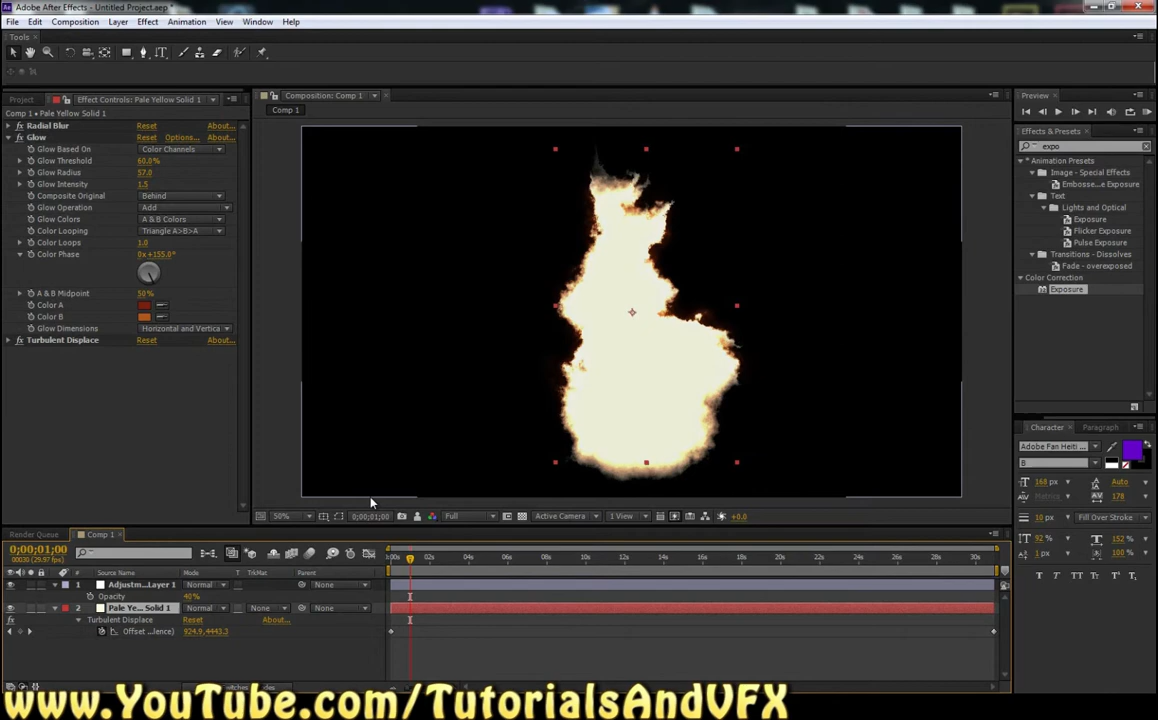 Adobe After Effects - Untitled Project.aep *
File Edit Composition Layer Effect Animation View Window Help
Tools
Project Effect Controls: Pale Yellow Solid 1
Comp 1 • Pale Yellow Solid 1
Radial Blur Reset About...
Glow Reset Options... About...
Glow Based On Color Channels
Glow Threshold 60.0%
Glow Radius 57.0
Glow Intensity 1.5
Composite Original Behind
Glow Operation Add
Glow Colors A & B Colors
Color Looping Triangle A>B>A
Color Loops 1.0
Color Phase 0x +155.0°
A & B Midpoint 50%
Color A
Color B
Glow Dimensions Horizontal and Vertica
Turbulent Displace Reset About...
Composition: Comp 1
Comp 1
50% 0;00;01;00 Full Active Camera 1 View +0.0
Preview
Effects & Presets
expo
* Animation Presets
Image - Special Effects
Embosse...e Exposure
Text
Lights and Optical
Exposure
Flicker Exposure
Pulse Exposure
Transitions - Dissolves
Fade - overexposed
Color Correction
Exposure
Character Paragraph
Adobe Fan Heiti ...
B
168 px Auto
Metrics 178
10 px Fill Over Stroke
92 % 152 %
1 px 100 %
T T TT Tт T¹ T₁
Render Queue Comp 1
0;00;01;00
00030 (29.97 fps)
:00s 02s 04s 06s 08s 10s 12s 14s 16s 18s 20s 22s 24s 26s 28s 30s
# Source Name Mode T TrkMat Parent
1 Adjustm...Layer 1 Normal None
Opacity 40%
2 Pale Ye... Solid 1 Normal None None
Turbulent Displace Reset About...
Offset ...lence) 924.9,4443.3
www.YouTube.com/TutorialsAndVFX